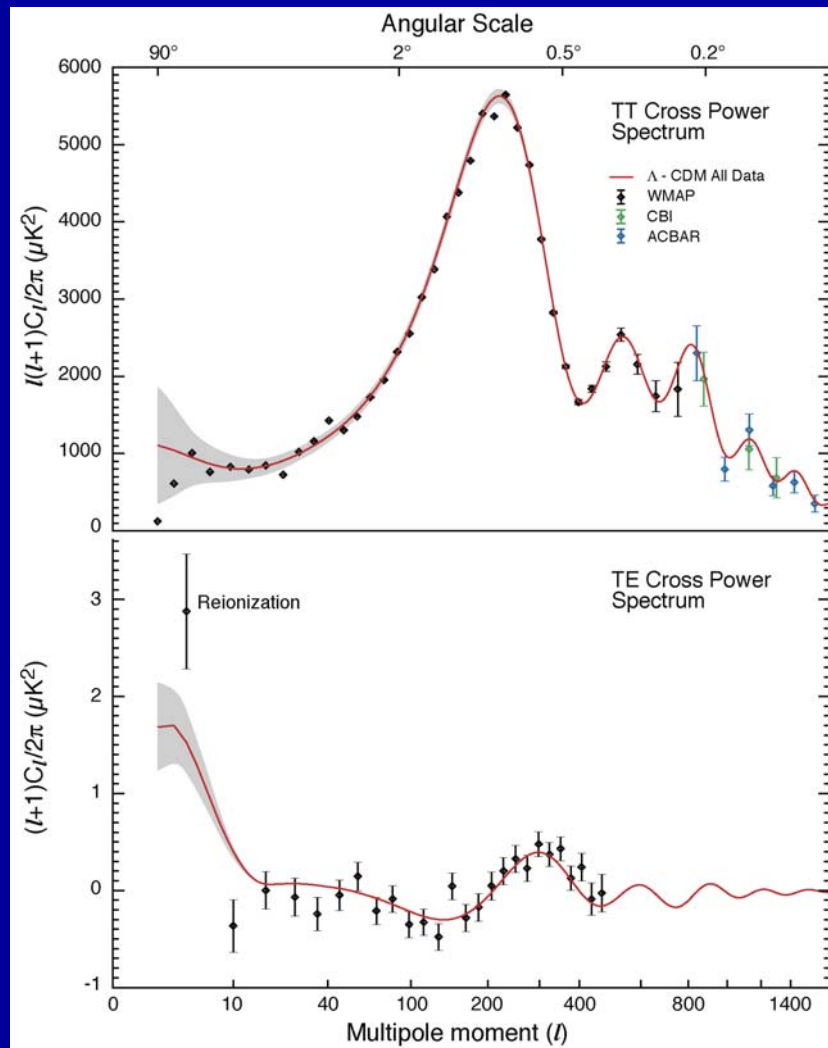 Angular Scale
90° 2° 0.5° 0.2°
6000
5000
4000
3000
2000
1000
0
l(l+1)Cl/2π (μK2)
TT Cross Power
Spectrum
Λ - CDM All Data
WMAP
CBI
ACBAR
3
2
1
0
-1
(l+1)Cl/2π (μK2)
Reionization
TE Cross Power
Spectrum
0 10 40 100 200 400 800 1400
Multipole moment (l)